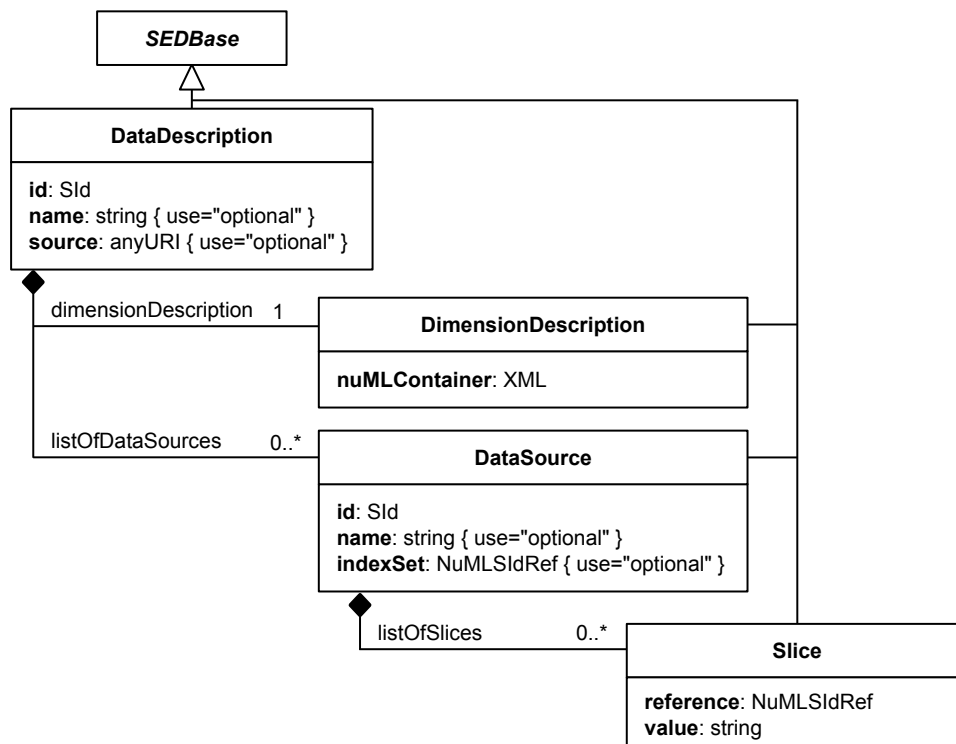 SEDBase
DataDescription
id: SId
name: string { use="optional" }
source: anyURI { use="optional" }
dimensionDescription 1
DimensionDescription
nuMLContainer: XML
listOfDataSources 0..*
DataSource
id: SId
name: string { use="optional" }
indexSet: NuMLSIdRef { use="optional" }
listOfSlices 0..*
Slice
reference: NuMLSIdRef
value: string